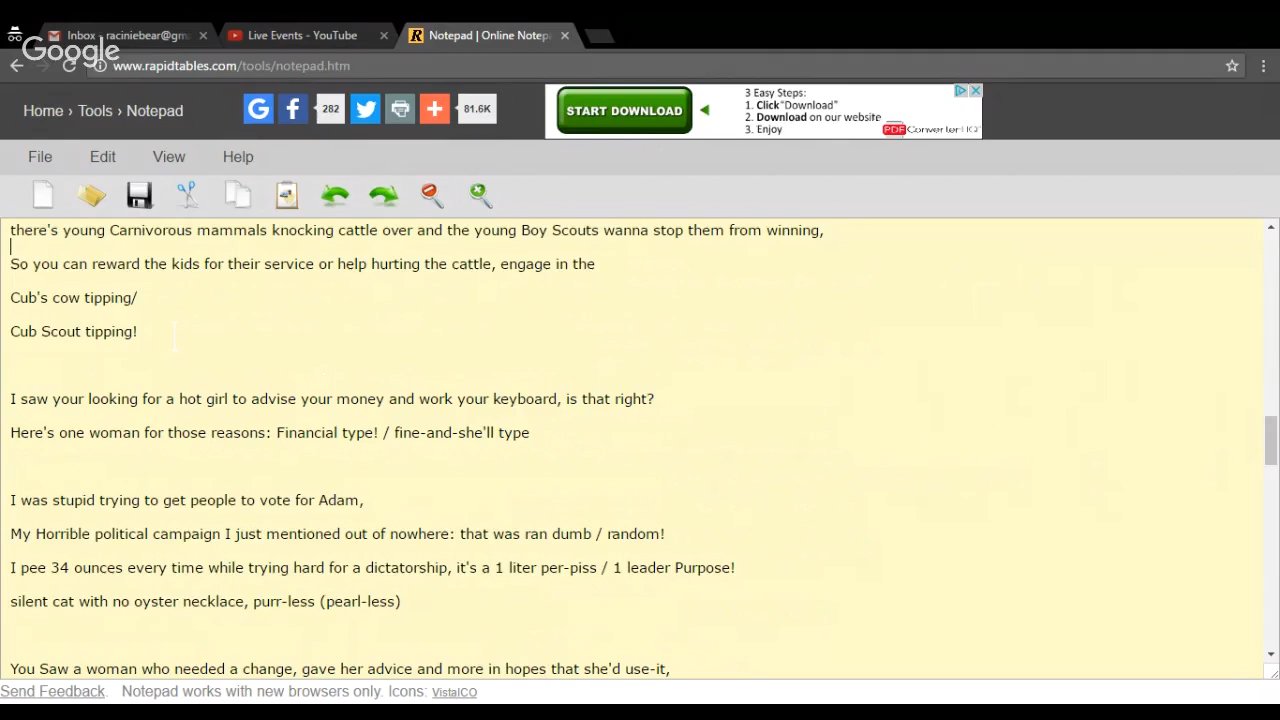 Inbox - raciniebear@gm
Live Events - YouTube
Notepad | Online Notep
Google
www.rapidtables.com/tools/notepad.htm
Home › Tools › Notepad
282
81.6K
START DOWNLOAD
3 Easy Steps:
1. Click"Download"
2. Download on our website
3. Enjoy
PDF ConverterHQ
File Edit View Help
there's young Carnivorous mammals knocking cattle over and the young Boy Scouts wanna stop them from winning,
So you can reward the kids for their service or help hurting the cattle, engage in the
Cub's cow tipping/
Cub Scout tipping!
I saw your looking for a hot girl to advise your money and work your keyboard, is that right?
Here's one woman for those reasons: Financial type! / fine-and-she'll type
I was stupid trying to get people to vote for Adam,
My Horrible political campaign I just mentioned out of nowhere: that was ran dumb / random!
I pee 34 ounces every time while trying hard for a dictatorship, it's a 1 liter per-piss / 1 leader Purpose!
silent cat with no oyster necklace, purr-less (pearl-less)
You Saw a woman who needed a change, gave her advice and more in hopes that she'd use-it,
Send Feedback. Notepad works with new browsers only. Icons: VistaICO